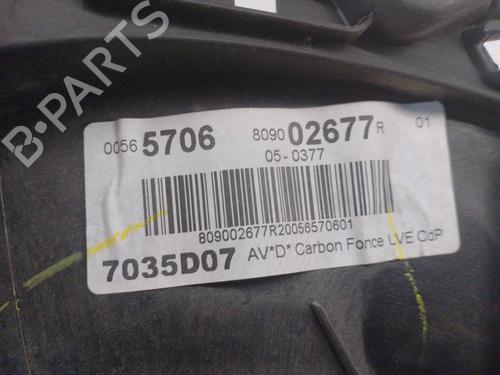 0056 5706 8090 02677 R 01
05-0377
809002677R20056570601
7035D07 AV*D* Carbon Fonce LVE CdP
B-PARTS